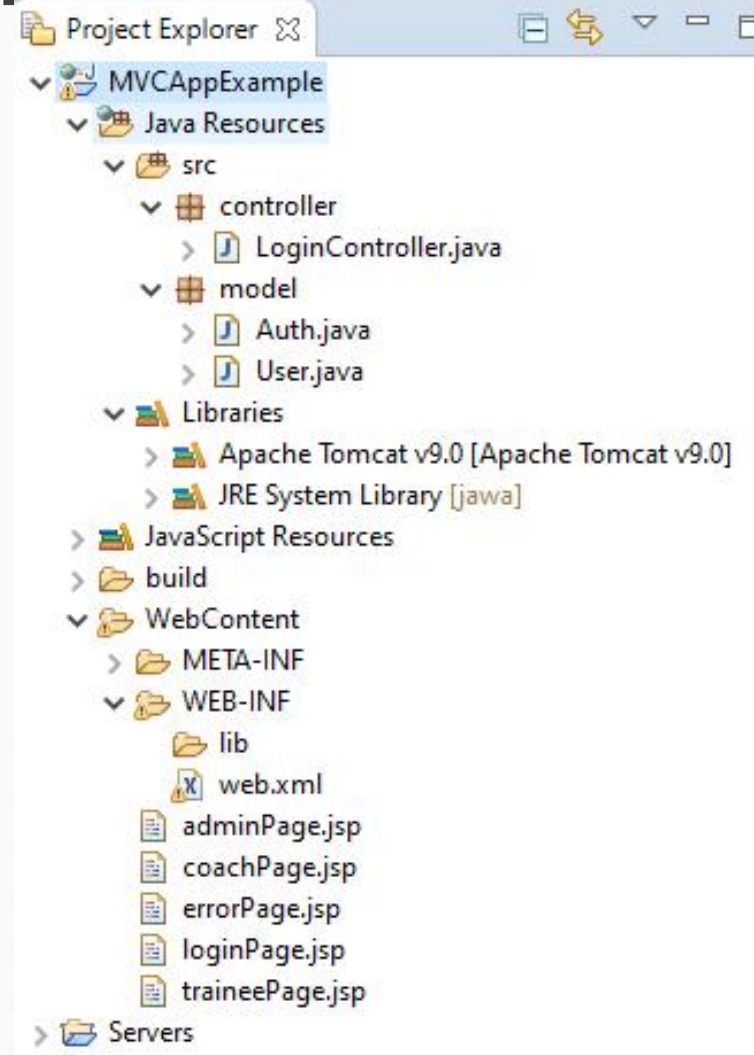 Project Explorer
MVCAppExample
Java Resources
src
controller
LoginController.java
model
Auth.java
User.java
Libraries
Apache Tomcat v9.0 [Apache Tomcat v9.0]
JRE System Library [jawa]
JavaScript Resources
build
WebContent
META-INF
WEB-INF
lib
web.xml
adminPage.jsp
coachPage.jsp
errorPage.jsp
loginPage.jsp
traineePage.jsp
Servers